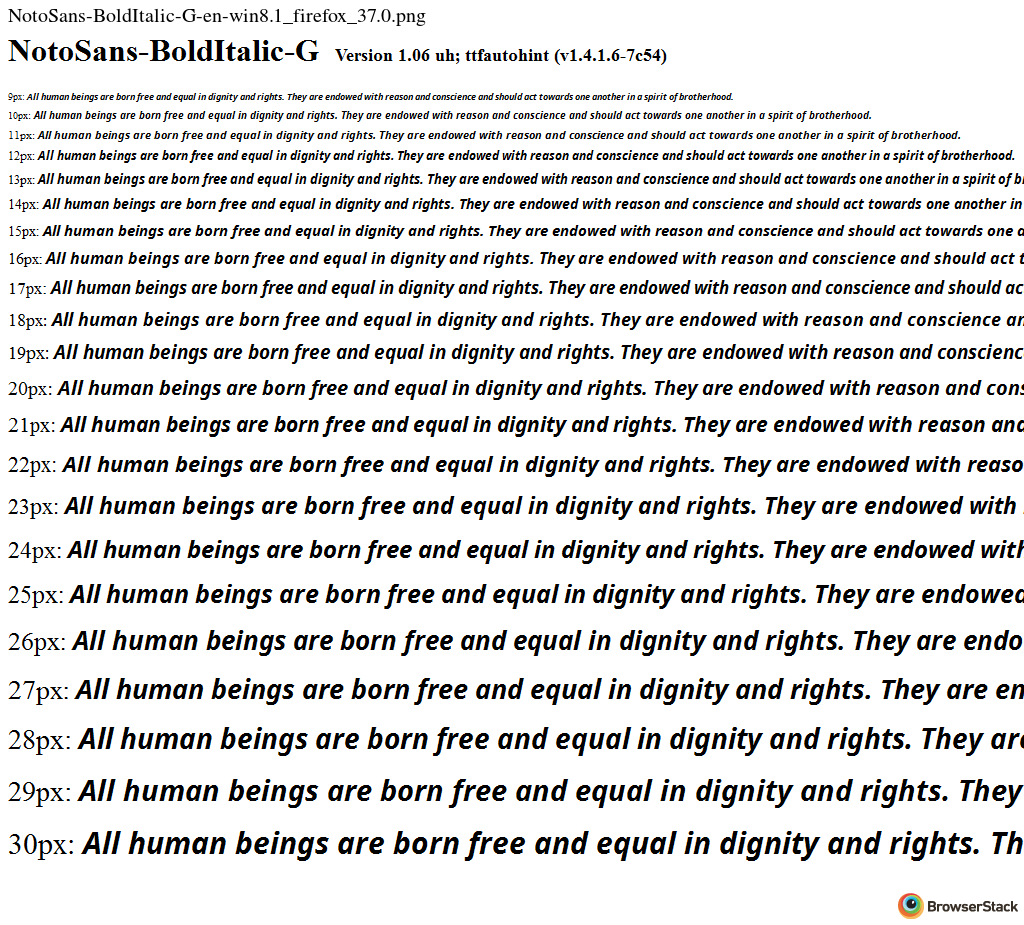 NotoSans-BoldItalic-G-en-win8.1_firefox_37.0.png
NotoSans-BoldItalic-G Version 1.06 uh; ttfautohint (v1.4.1.6-7c54)
9px: All human beings are born free and equal in dignity and rights. They are endowed with reason and conscience and should act towards one another in a spirit of brotherhood.
10px: All human beings are born free and equal in dignity and rights. They are endowed with reason and conscience and should act towards one another in a spirit of brotherhood.
11px: All human beings are born free and equal in dignity and rights. They are endowed with reason and conscience and should act towards one another in a spirit of brotherhood.
12px: All human beings are born free and equal in dignity and rights. They are endowed with reason and conscience and should act towards one another in a spirit of brotherhood.
13px: All human beings are born free and equal in dignity and rights. They are endowed with reason and conscience and should act towards one another in a spirit of
14px: All human beings are born free and equal in dignity and rights. They are endowed with reason and conscience and should act towards one another in
15px: All human beings are born free and equal in dignity and rights. They are endowed with reason and conscience and should act towards one
16px: All human beings are born free and equal in dignity and rights. They are endowed with reason and conscience and should act
17px: All human beings are born free and equal in dignity and rights. They are endowed with reason and conscience and should ac
18px: All human beings are born free and equal in dignity and rights. They are endowed with reason and conscience an
19px: All human beings are born free and equal in dignity and rights. They are endowed with reason and conscienc
20px: All human beings are born free and equal in dignity and rights. They are endowed with reason and cons
21px: All human beings are born free and equal in dignity and rights. They are endowed with reason and
22px: All human beings are born free and equal in dignity and rights. They are endowed with reaso
23px: All human beings are born free and equal in dignity and rights. They are endowed with
24px: All human beings are born free and equal in dignity and rights. They are endowed with
25px: All human beings are born free and equal in dignity and rights. They are endowed
26px: All human beings are born free and equal in dignity and rights. They are endo
27px: All human beings are born free and equal in dignity and rights. They are en
28px: All human beings are born free and equal in dignity and rights. They are
29px: All human beings are born free and equal in dignity and rights. They
30px: All human beings are born free and equal in dignity and rights. Th
BrowserStack